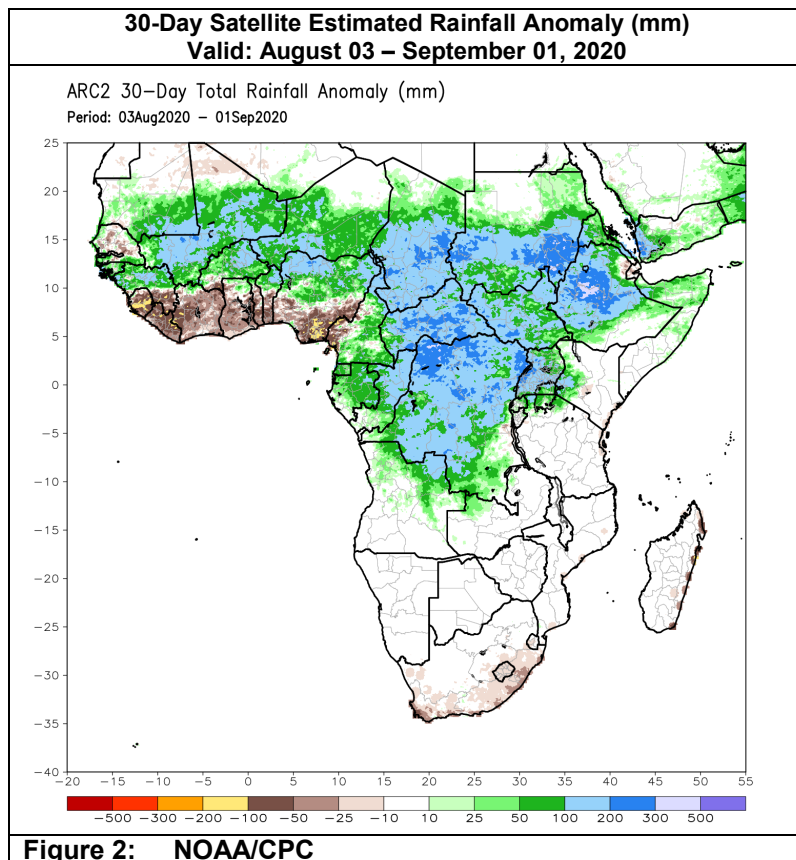 30-Day Satellite Estimated Rainfall Anomaly (mm)
Valid: August 03 – September 01, 2020
ARC2 30-Day Total Rainfall Anomaly (mm)
Period: 03Aug2020 – 01Sep2020
25
20
15
10
5
0
-5
-10
-15
-20
-25
-30
-35
-40
-20 -15 -10 -5 0 5 10 15 20 25 30 35 40 45 50 55
-500 -300 -200 -100 -50 -25 -10 10 25 50 100 200 300 500
Figure 2: NOAA/CPC